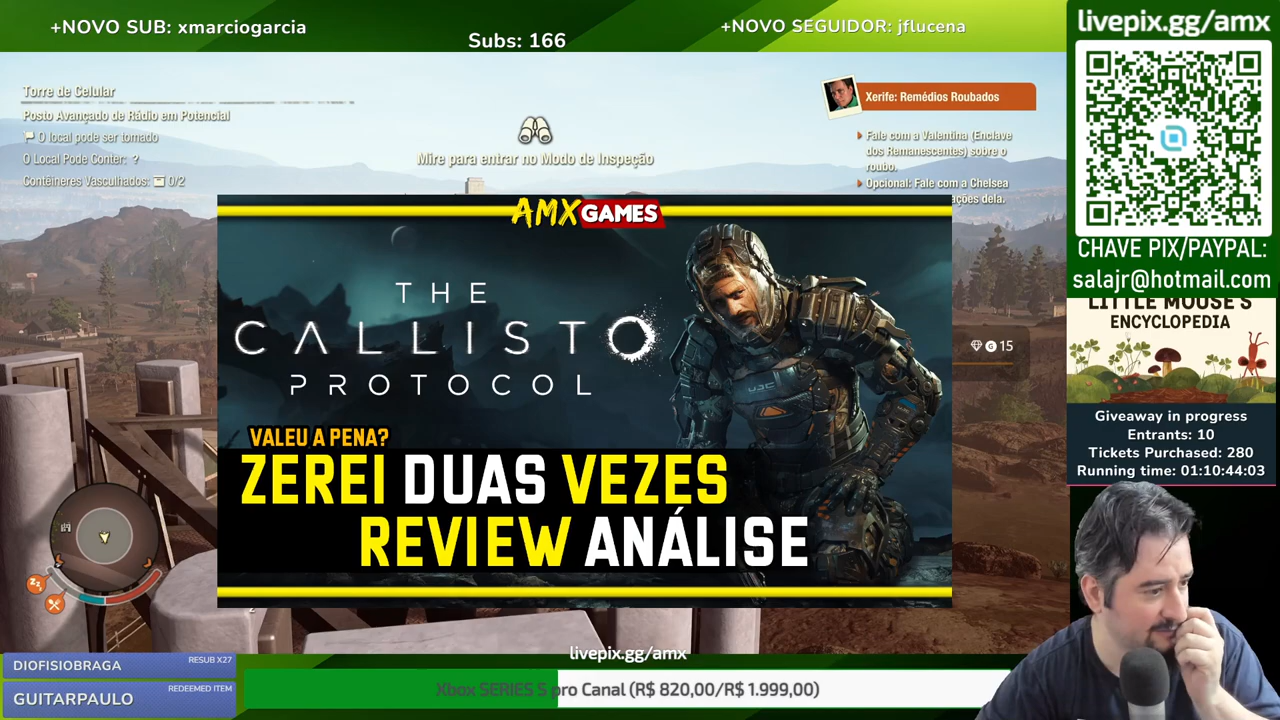 +NOVO SUB: xmarciogarcia
Subs: 166
+NOVO SEGUIDOR: jflucena
livepix.gg/amx
Torre de Celular
Posto Avançado de Rádio em Potencial
O local pode ser tomado
O Local Pode Conter: ?
Contêineres Vasculhados: 0/2
Mire para entrar no Modo de Inspeção
Xerife: Remédios Roubados
Fale com a Valentina (Enclave
dos Remanescentes) sobre o
roubo.
Opcional: Fale com a Chelsea
ações dela.
CHAVE PIX/PAYPAL:
salajr@hotmail.com
LITTLE MOUSE'S
ENCYCLOPEDIA
G 15
Giveaway in progress
Entrants: 10
Tickets Purchased: 280
Running time: 01:10:44:03
AMX GAMES
THE
CALLISTO
PROTOCOL
UJC
VALEU A PENA?
ZEREI DUAS VEZES
REVIEW ANÁLISE
livepix.gg/amx
Xbox SERIES S pro Canal (R$ 820,00/R$ 1.999,00)
DIOFISIOBRAGA
RESUB X27
GUITARPAULO
REDEEMED ITEM